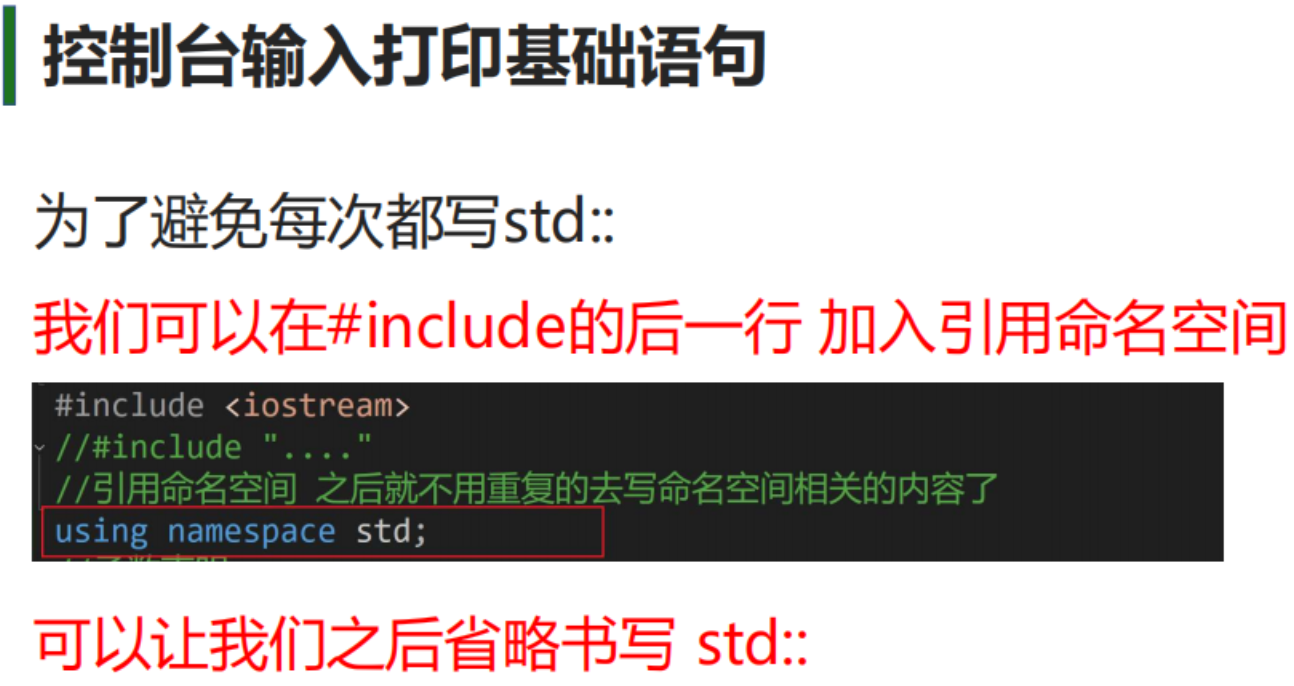 控制台输入打印基础语句
为了避免每次都写std::
我们可以在#include的后一行 加入引用命名空间
#include <iostream>
//#include "...."
//引用命名空间 之后就不用重复的去写命名空间相关的内容了
using namespace std;
可以让我们之后省略书写 std::